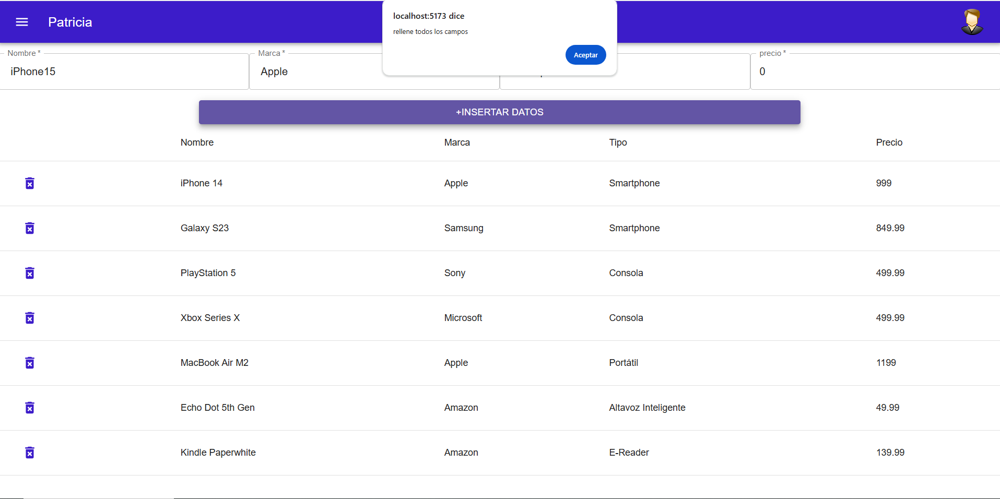 Patricia
localhost:5173 dice
rellene todos los campos
Aceptar
Nombre *
Marca *
precio *
iPhone15
Apple
0
+INSERTAR DATOS
Nombre Marca Tipo Precio
iPhone 14 Apple Smartphone 999
Galaxy S23 Samsung Smartphone 849.99
PlayStation 5 Sony Consola 499.99
Xbox Series X Microsoft Consola 499.99
MacBook Air M2 Apple Portátil 1199
Echo Dot 5th Gen Amazon Altavoz Inteligente 49.99
Kindle Paperwhite Amazon E-Reader 139.99